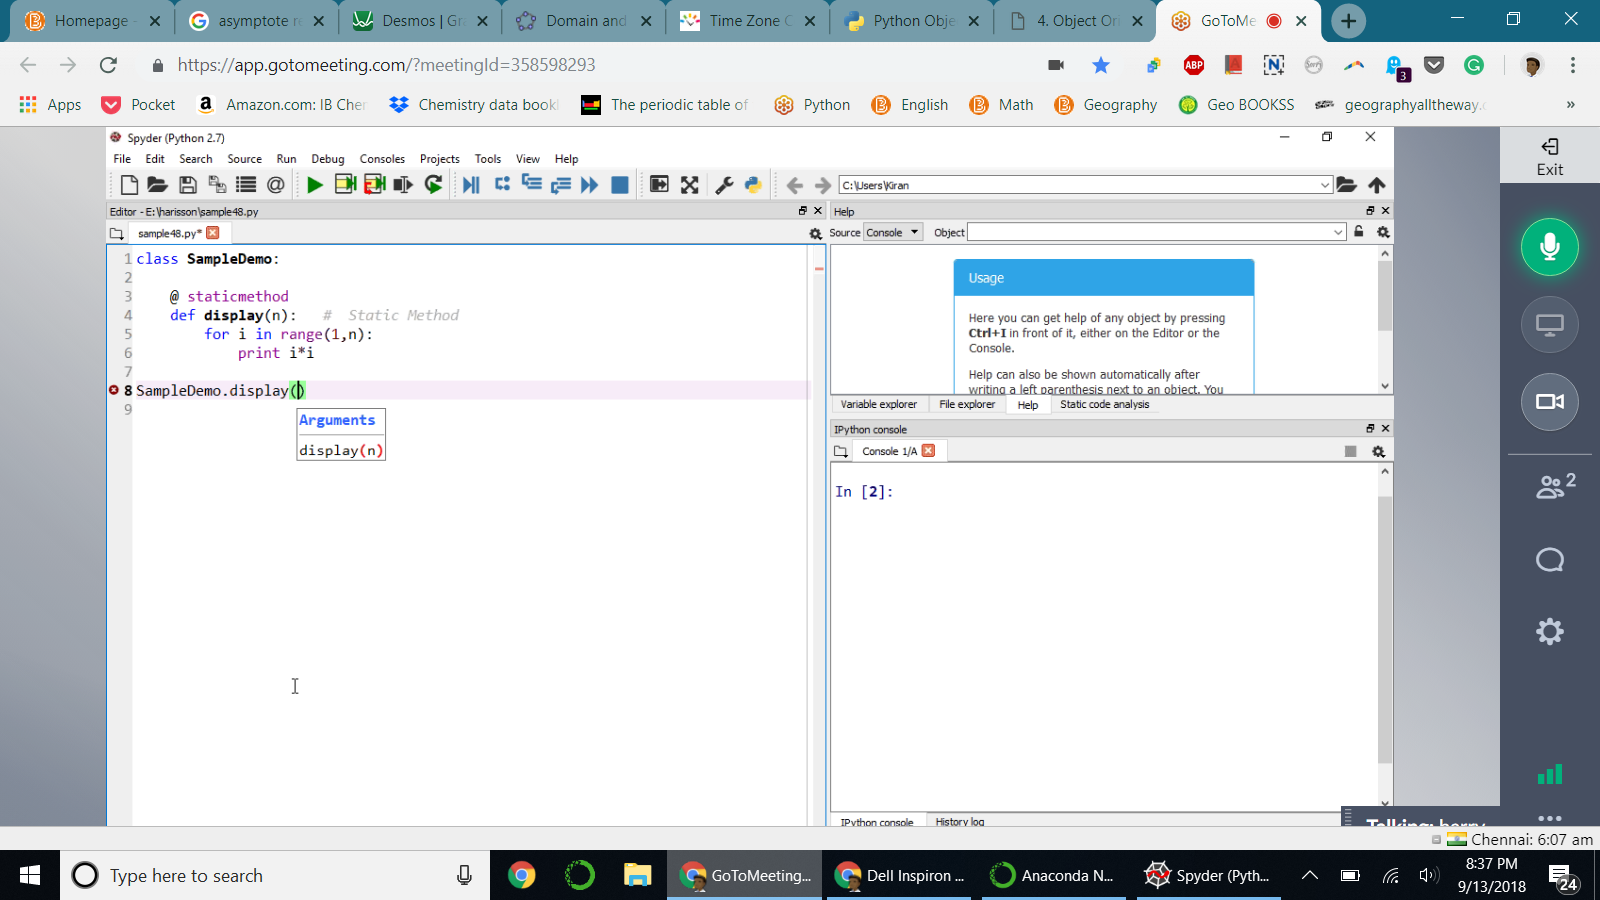 Homepage
asymptote re
Desmos | Gra
Domain and
Time Zone C
Python Obje
4. Object Ori
GoToMe
https://app.gotomeeting.com/?meetingId=358598293
ABP
3
Apps
Pocket
Amazon.com: IB Cher
Chemistry data book
The periodic table of
Python
English
Math
Geography
Geo BOOKSS
geographyalltheway.c
»
Spyder (Python 2.7)
File Edit Search Source Run Debug Consoles Projects Tools View Help
C:\Users\Kiran
Editor - E:\harisson\sample48.py
Help
sample48.py*
Source Console Object
1 class SampleDemo:
2
3 @ staticmethod
4 def display(n): # Static Method
5 for i in range(1,n):
6 print i*i
7
8 SampleDemo.display()
9
Arguments
display(n)
Usage
Here you can get help of any object by pressing
Ctrl+I in front of it, either on the Editor or the
Console.
Help can also be shown automatically after
writing a left parenthesis next to an object. You
Variable explorer File explorer Help Static code analysis
IPython console
Console 1/A
In [2]:
IPython console History log
Exit
2
Talking: harry
Chennai: 6:07 am
Type here to search
GoToMeeting...
Dell Inspiron ...
Anaconda N...
Spyder (Pyth...
8:37 PM
9/13/2018
24